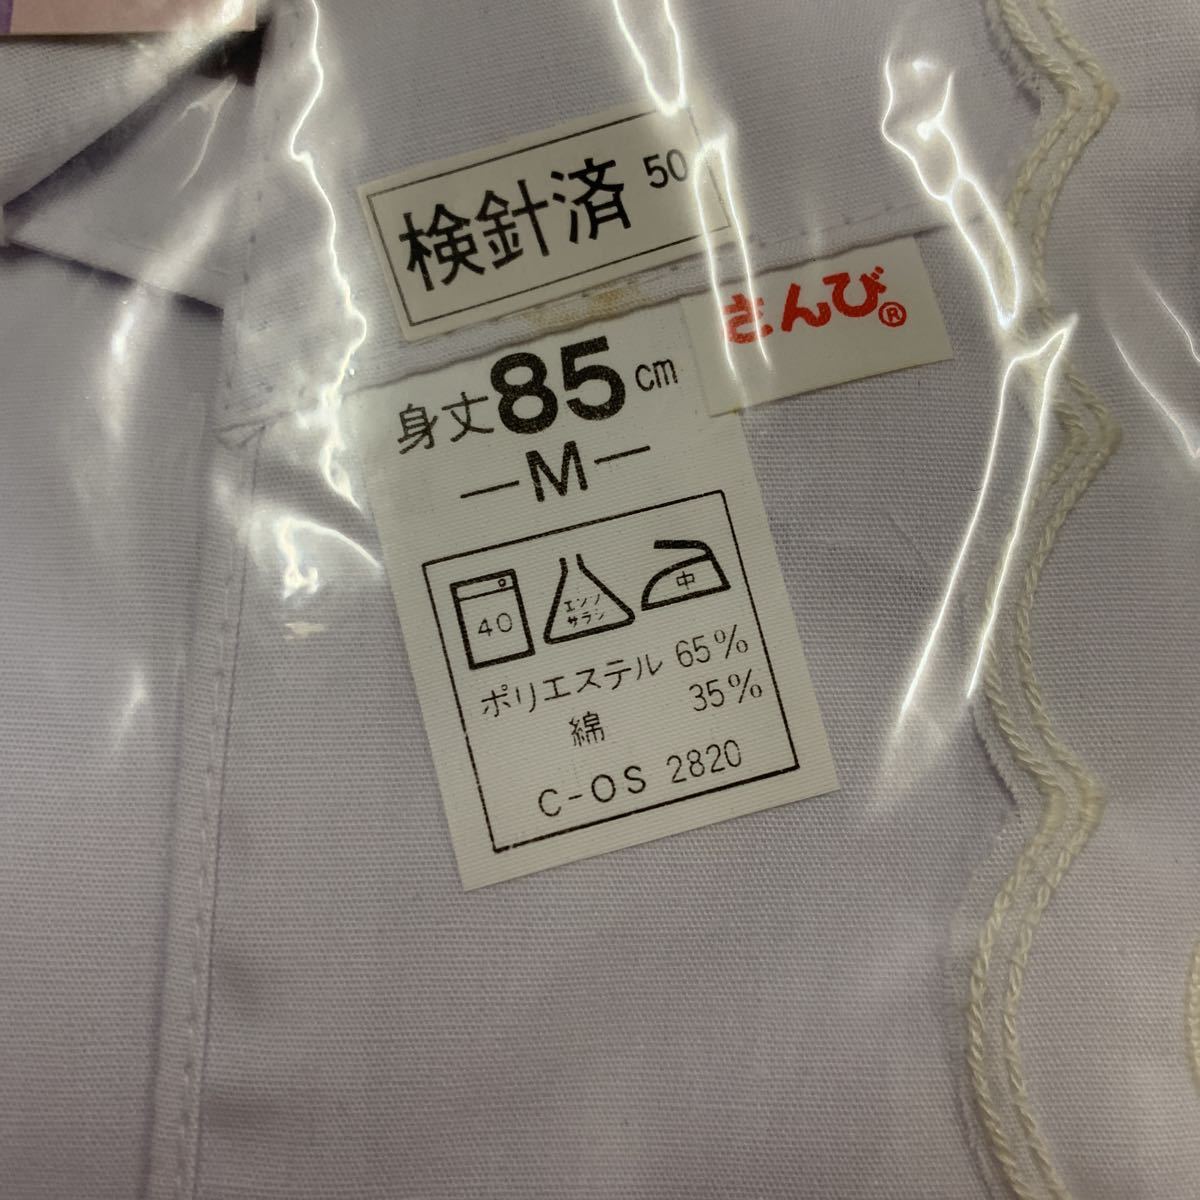 検針済 50
さんび®
身丈85cm
—M—
40
エンソ
サラシ
中
ポリエステル 65%
綿 35%
C-OS 2820